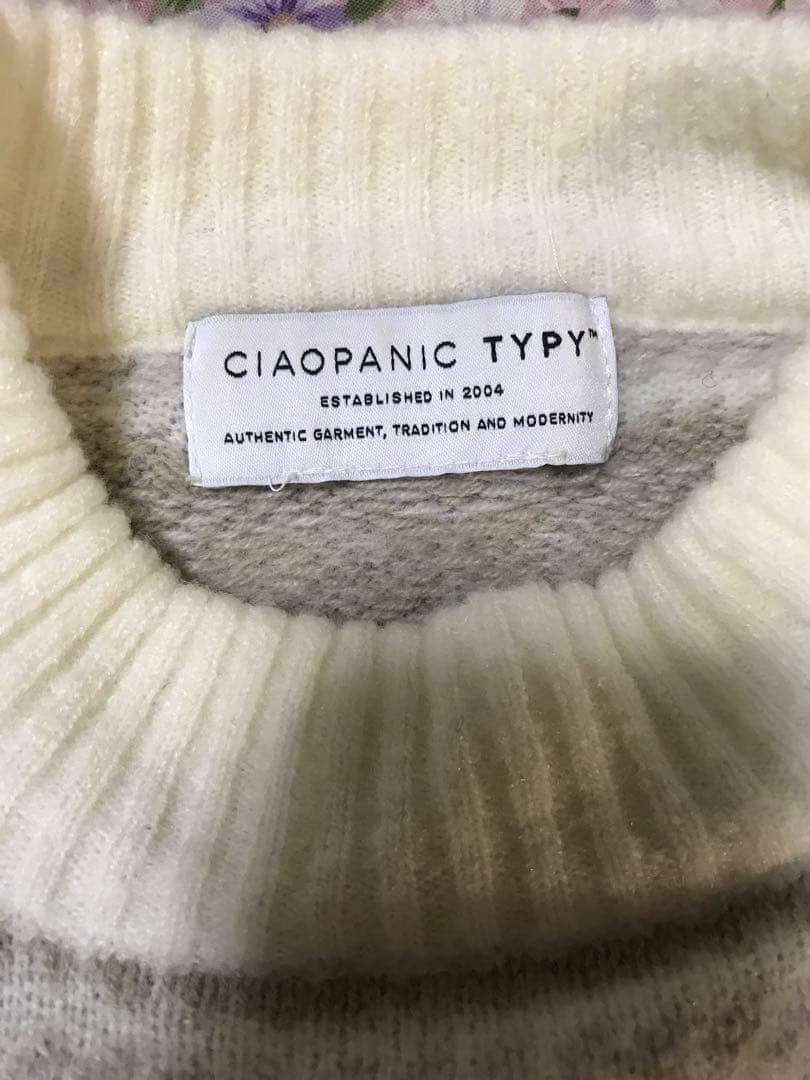 CIAOPANIC TYPY™
ESTABLISHED IN 2004
AUTHENTIC GARMENT, TRADITION AND MODERNITY